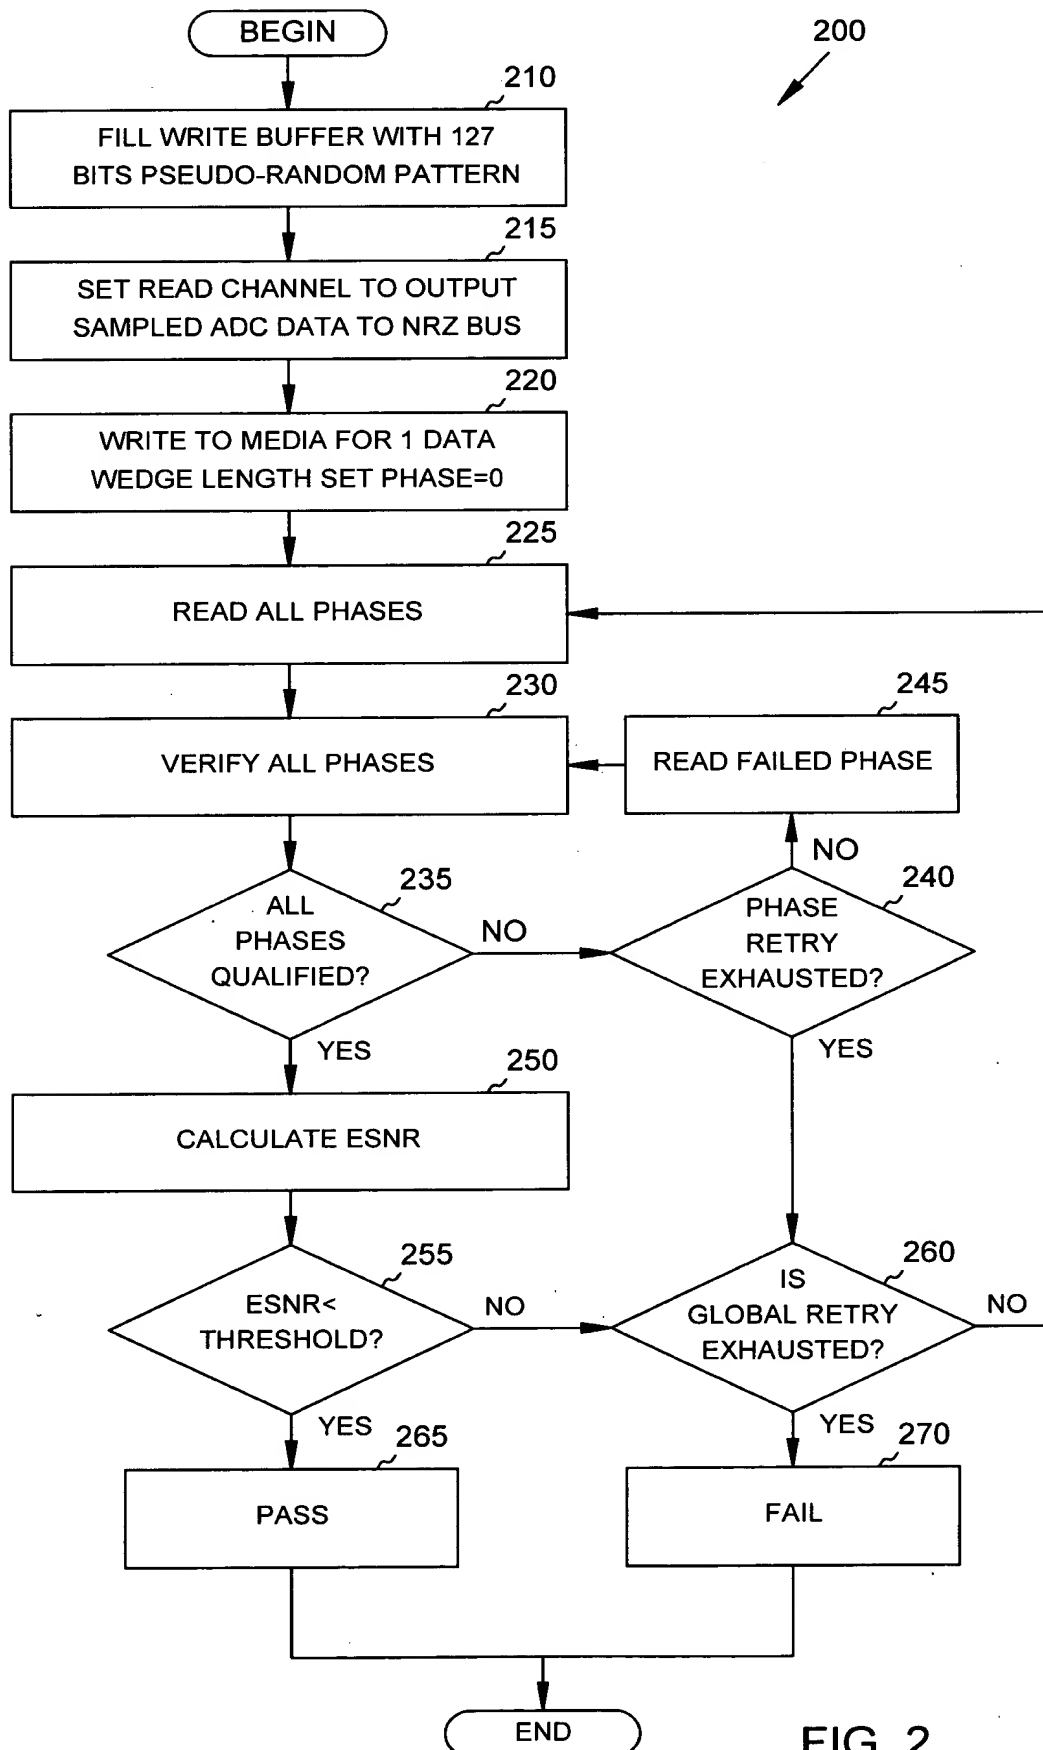 BEGIN
200
210
FILL WRITE BUFFER WITH 127
BITS PSEUDO-RANDOM PATTERN
215
SET READ CHANNEL TO OUTPUT
SAMPLED ADC DATA TO NRZ BUS
220
WRITE TO MEDIA FOR 1 DATA
WEDGE LENGTH SET PHASE=0
225
READ ALL PHASES
230
VERIFY ALL PHASES
245
READ FAILED PHASE
NO
235
ALL
PHASES
QUALIFIED?
NO
240
PHASE
RETRY
EXHAUSTED?
YES
YES
250
CALCULATE ESNR
255
ESNR<
THRESHOLD?
NO
260
IS
GLOBAL RETRY
EXHAUSTED?
NO
YES
YES
265
PASS
270
FAIL
END
FIG. 2